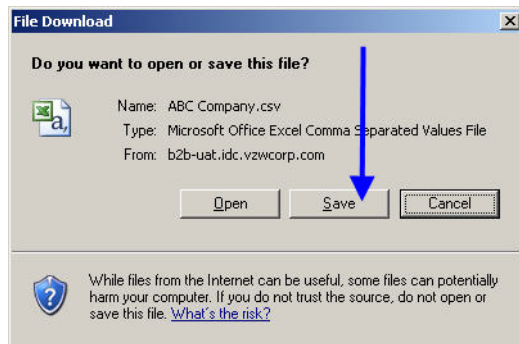 File Download
Do you want to open or save this file?
Name: ABC Company.csv
Type: Microsoft Office Excel Comma Separated Values File
From: b2b-uat.idc.vzwcorp.com
Open Save Cancel
While files from the Internet can be useful, some files can potentially
harm your computer. If you do not trust the source, do not open or
save this file. What's the risk?